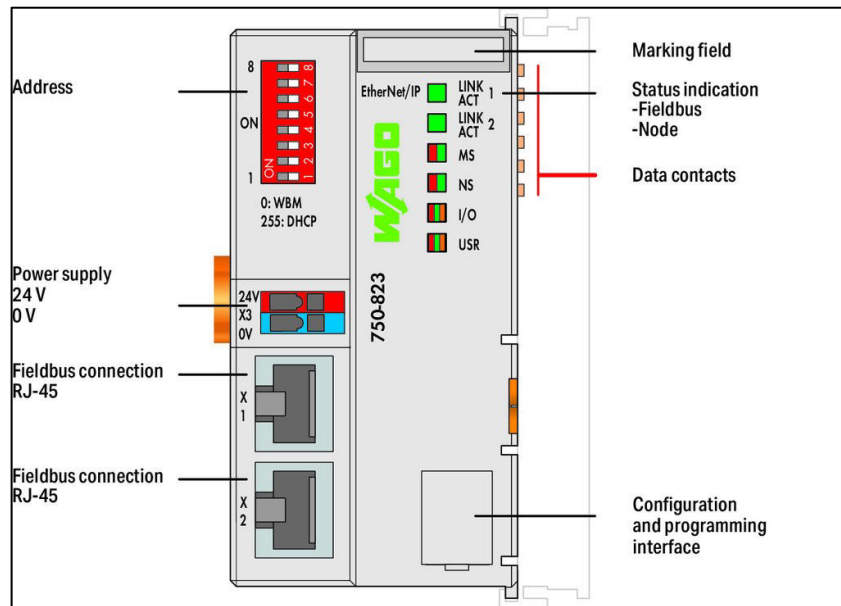 Address
Power supply
24 V
0 V
Fieldbus connection
RJ-45
Fieldbus connection
RJ-45
8
ON
1
ON
8
7
6
5
4
3
2
1
0: WBM
255: DHCP
24V
X3
0V
X
1
X
2
EtherNet/IP
LINK 1
ACT
LINK 2
ACT
MS
NS
I/O
USR
WAGO
750-823
Marking field
Status indication
-Fieldbus
-Node
Data contacts
Configuration
and programming
interface